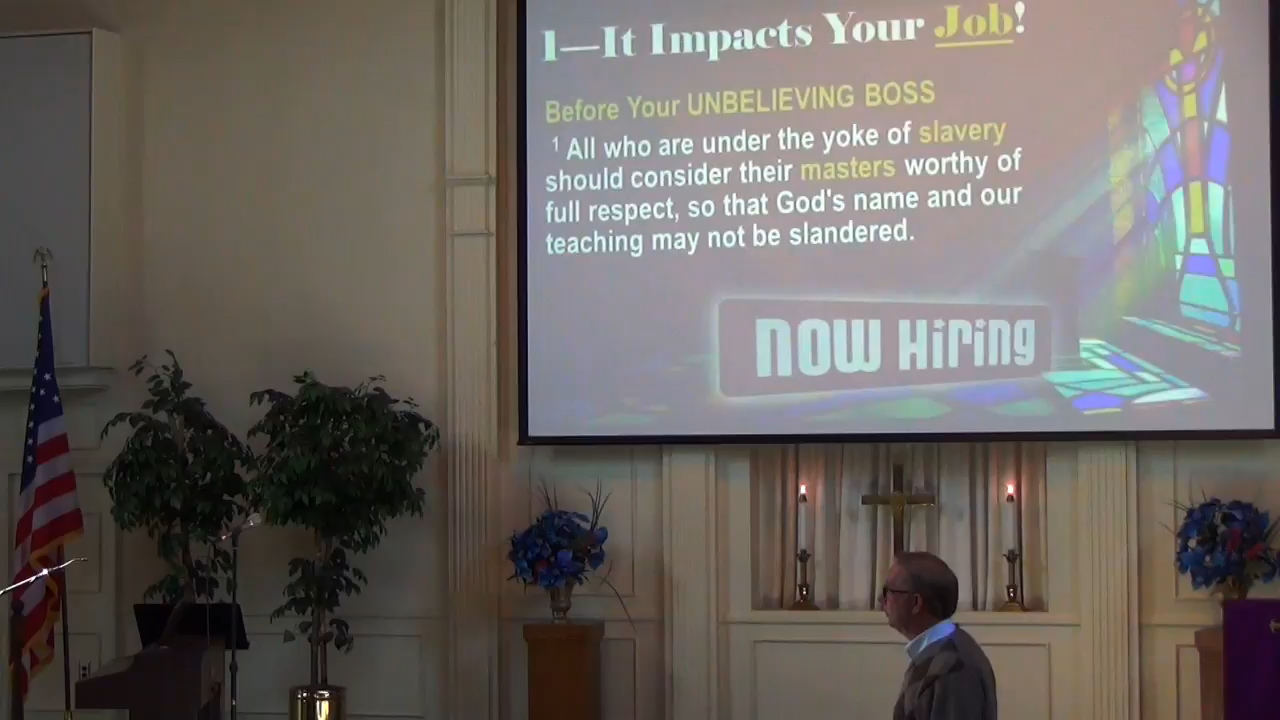 1—It Impacts Your Job!
Before Your UNBELIEVING BOSS
1 All who are under the yoke of slavery
should consider their masters worthy of
full respect, so that God's name and our
teaching may not be slandered.
NOW HiRiNG